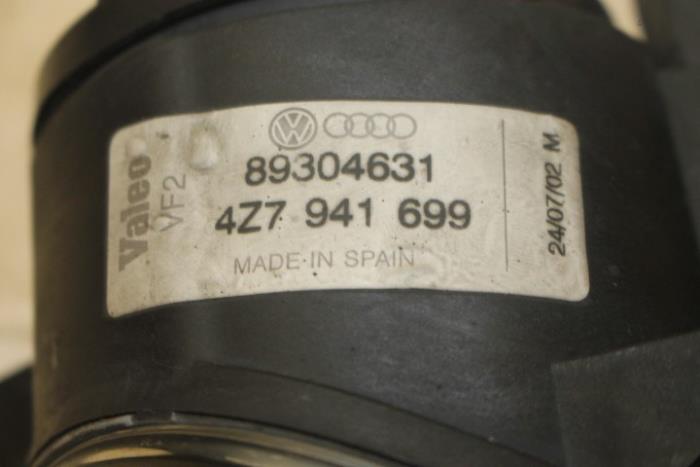 Valeo
VF2
89304631
4Z7 941 699
MADE IN SPAIN
24/07/02 M